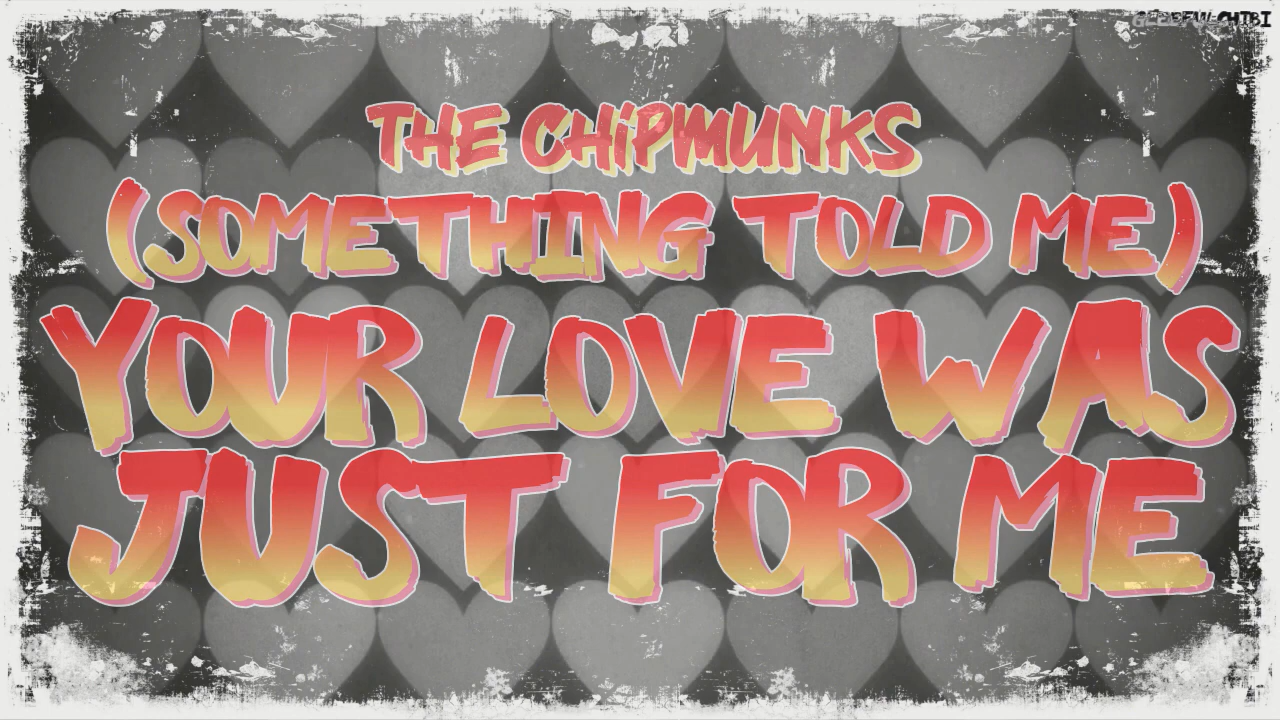 THE CHiPMUNKS
(SOMETHING TOLD ME)
YOUR LOVE WAS
JUST FOR ME